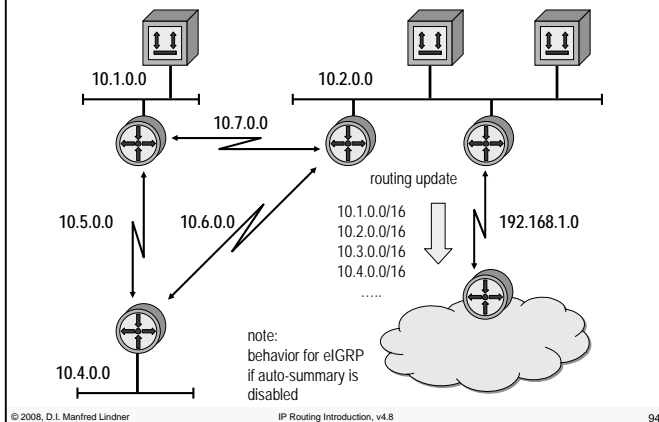 10.1.0.0
10.2.0.0
10.7.0.0
routing update
10.5.0.0
10.6.0.0
10.1.0.0/16
10.2.0.0/16
10.3.0.0/16
10.4.0.0/16
…..
192.168.1.0
note:
behavior for eIGRP
if auto-summary is
disabled
10.4.0.0
© 2008, D.I. Manfred Lindner
IP Routing Introduction, v4.8
94